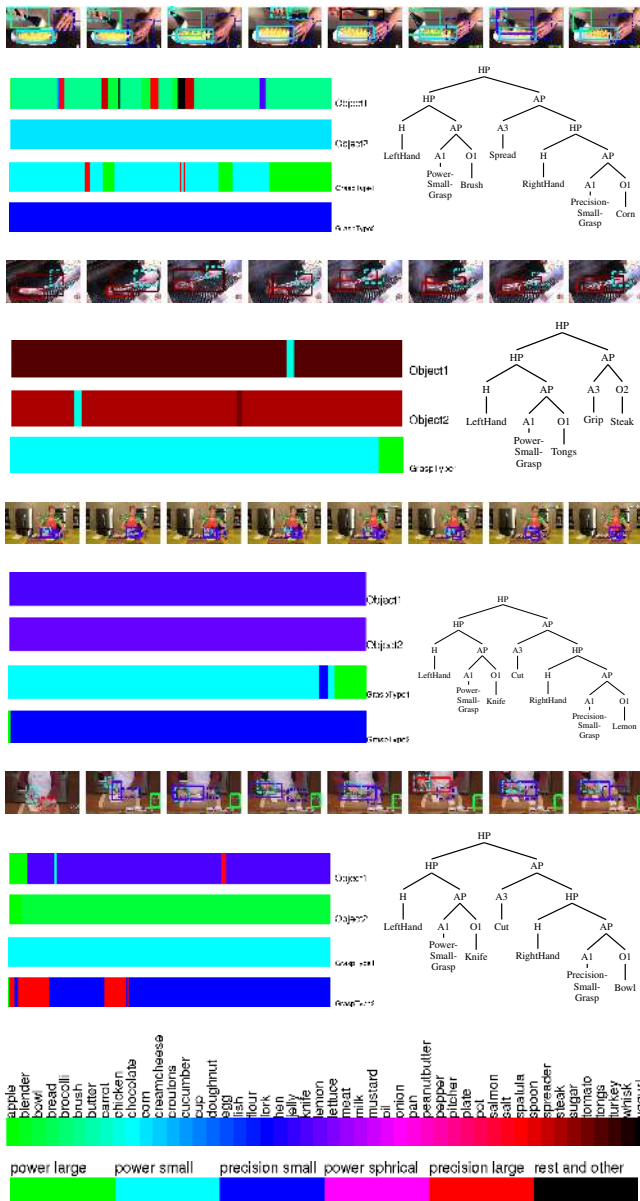 HP
HP AP
H AP A3 HP
LeftHand A1 O1 Spread H AP
Power-Small-Grasp Brush RightHand A1 O1
Precision-Small-Grasp Corn
Object1
Object2
GraspType1
GraspType2
HP
HP AP
H AP A3 O2
LeftHand A1 O1 Grip Steak
Power-Small-Grasp Tongs
Object1
Object2
GraspType1
HP
HP AP
H AP A3 HP
LeftHand A1 O1 Cut H AP
Power-Small-Grasp Knife RightHand A1 O1
Precision-Small-Grasp Lemon
Object1
Object2
GraspType1
GraspType2
HP
HP AP
H AP A3 HP
LeftHand A1 O1 Cut H AP
Power-Small-Grasp Knife RightHand A1 O1
Precision-Small-Grasp Bowl
Object1
Object2
GraspType1
GraspType2
apple blender bowl bread brocolli brush butter carrot chicken chocolate corn creamcheese croutons cucumber cup doughnut egg fish flour fork hen jelly knife lemon lettuce meat milk mustard oil onion pan peanutbutter pepper pitcher plate pot salmon salt spatula spoon spreader steak sugar tomato tongs turkey whisk yogurt
power large power small precision small power sphrical precision large rest and other